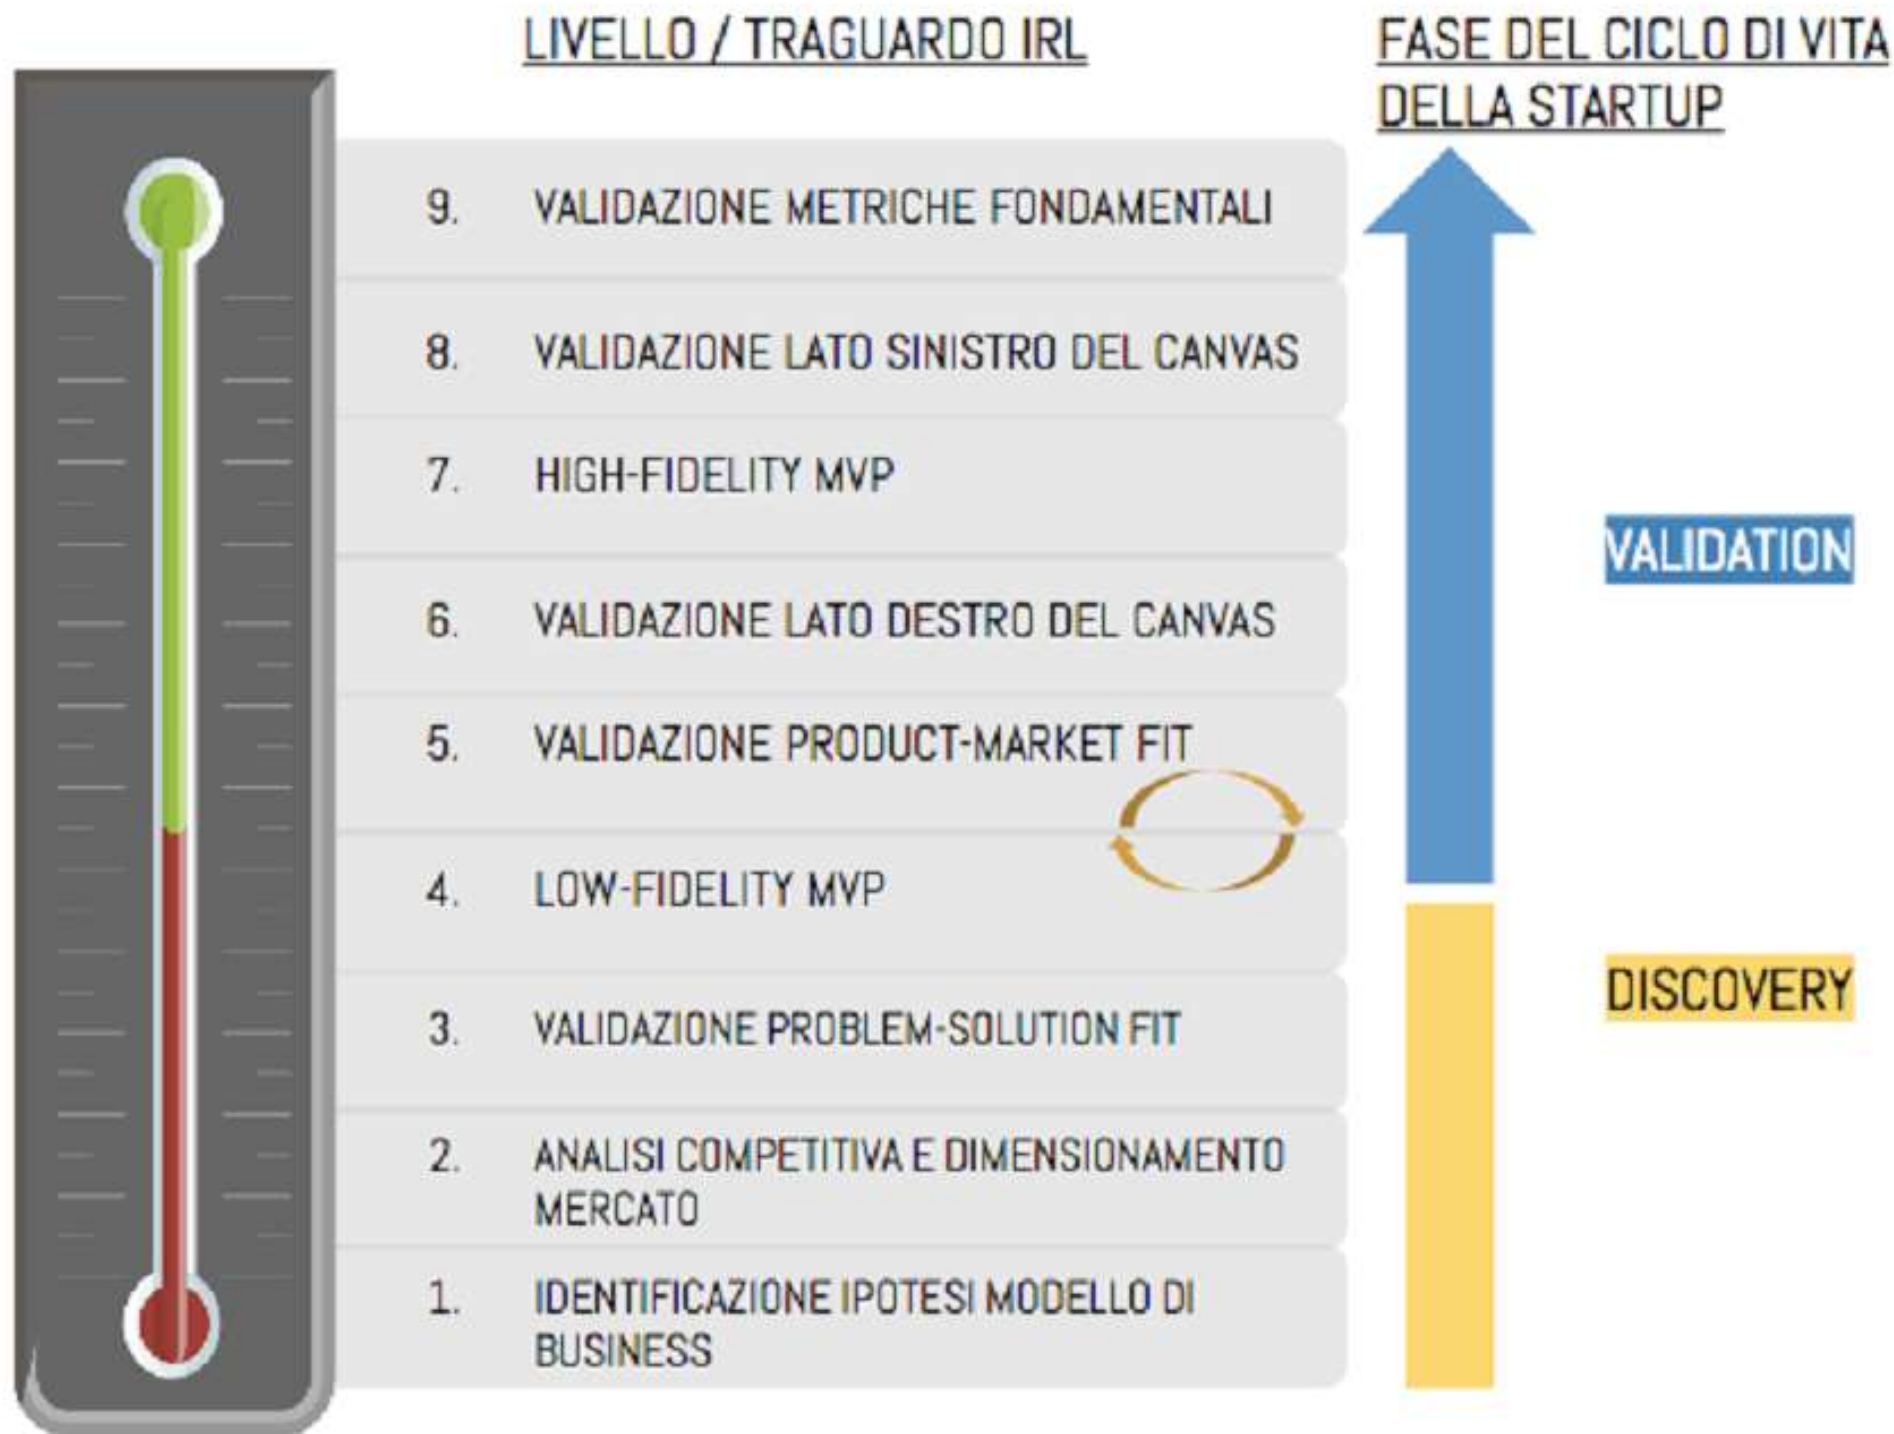 LIVELLO / TRAGUARDO IRL
FASE DEL CICLO DI VITA
DELLA STARTUP
9. VALIDAZIONE METRICHE FONDAMENTALI
8. VALIDAZIONE LATO SINISTRO DEL CANVAS
7. HIGH-FIDELITY MVP
VALIDATION
6. VALIDAZIONE LATO DESTRO DEL CANVAS
5. VALIDAZIONE PRODUCT-MARKET FIT
4. LOW-FIDELITY MVP
DISCOVERY
3. VALIDAZIONE PROBLEM-SOLUTION FIT
2. ANALISI COMPETITIVA E DIMENSIONAMENTO
MERCATO
1. IDENTIFICAZIONE IPOTESI MODELLO DI
BUSINESS